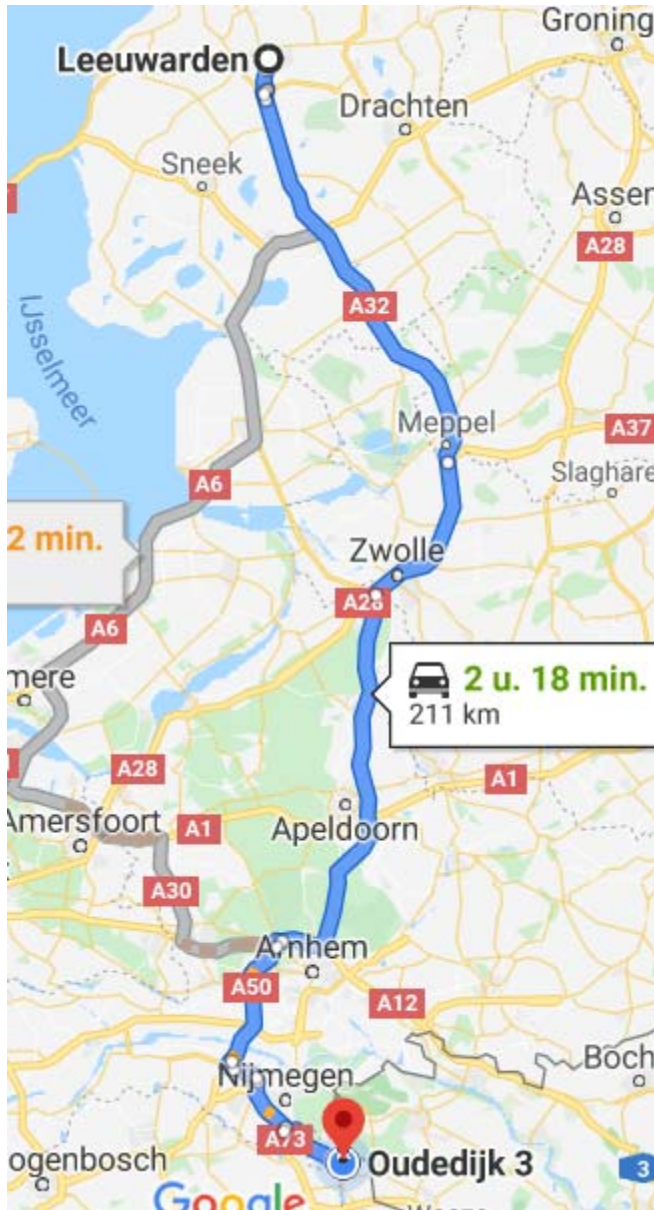 Groning
Leeuwarden
Drachten
Sneek
Assen
A28
A32
IJsselmeer
Meppel
A37
Slaghare
A6
2 min.
Zwolle
A28
A6
2 u. 18 min.
mere
211 km
A28
A1
Amersfoort
A1
Apeldoorn
A30
Arnhem
A50
A12
Boch
Nijmegen
A73
ogenbosch
Oudedijk 3
3
Google